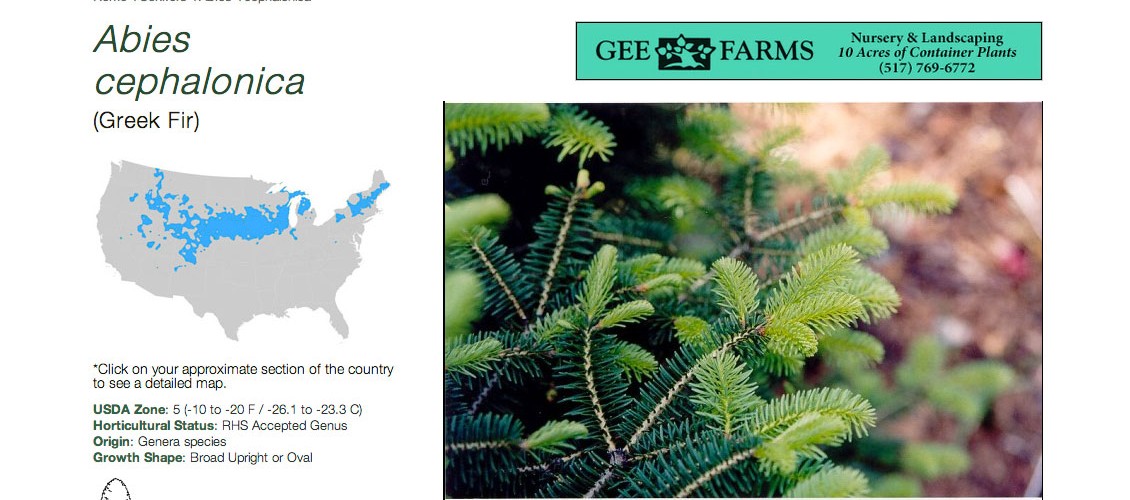 Abies
cephalonica
(Greek Fir)
GEE FARMS
Nursery & Landscaping
10 Acres of Container Plants
(517) 769-6772
*Click on your approximate section of the country
to see a detailed map.
USDA Zone: 5 (-10 to -20 F / -26.1 to -23.3 C)
Horticultural Status: RHS Accepted Genus
Origin: Genera species
Growth Shape: Broad Upright or Oval